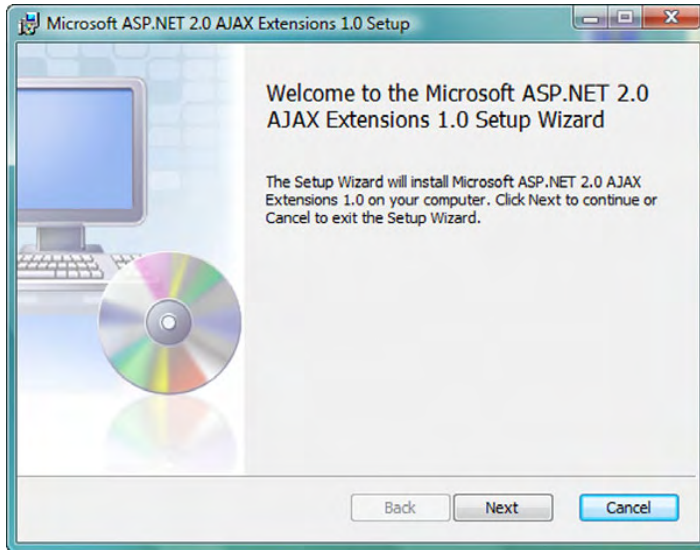 Microsoft ASP.NET 2.0 AJAX Extensions 1.0 Setup
Welcome to the Microsoft ASP.NET 2.0
AJAX Extensions 1.0 Setup Wizard
The Setup Wizard will install Microsoft ASP.NET 2.0 AJAX
Extensions 1.0 on your computer. Click Next to continue or
Cancel to exit the Setup Wizard.
Back Next Cancel